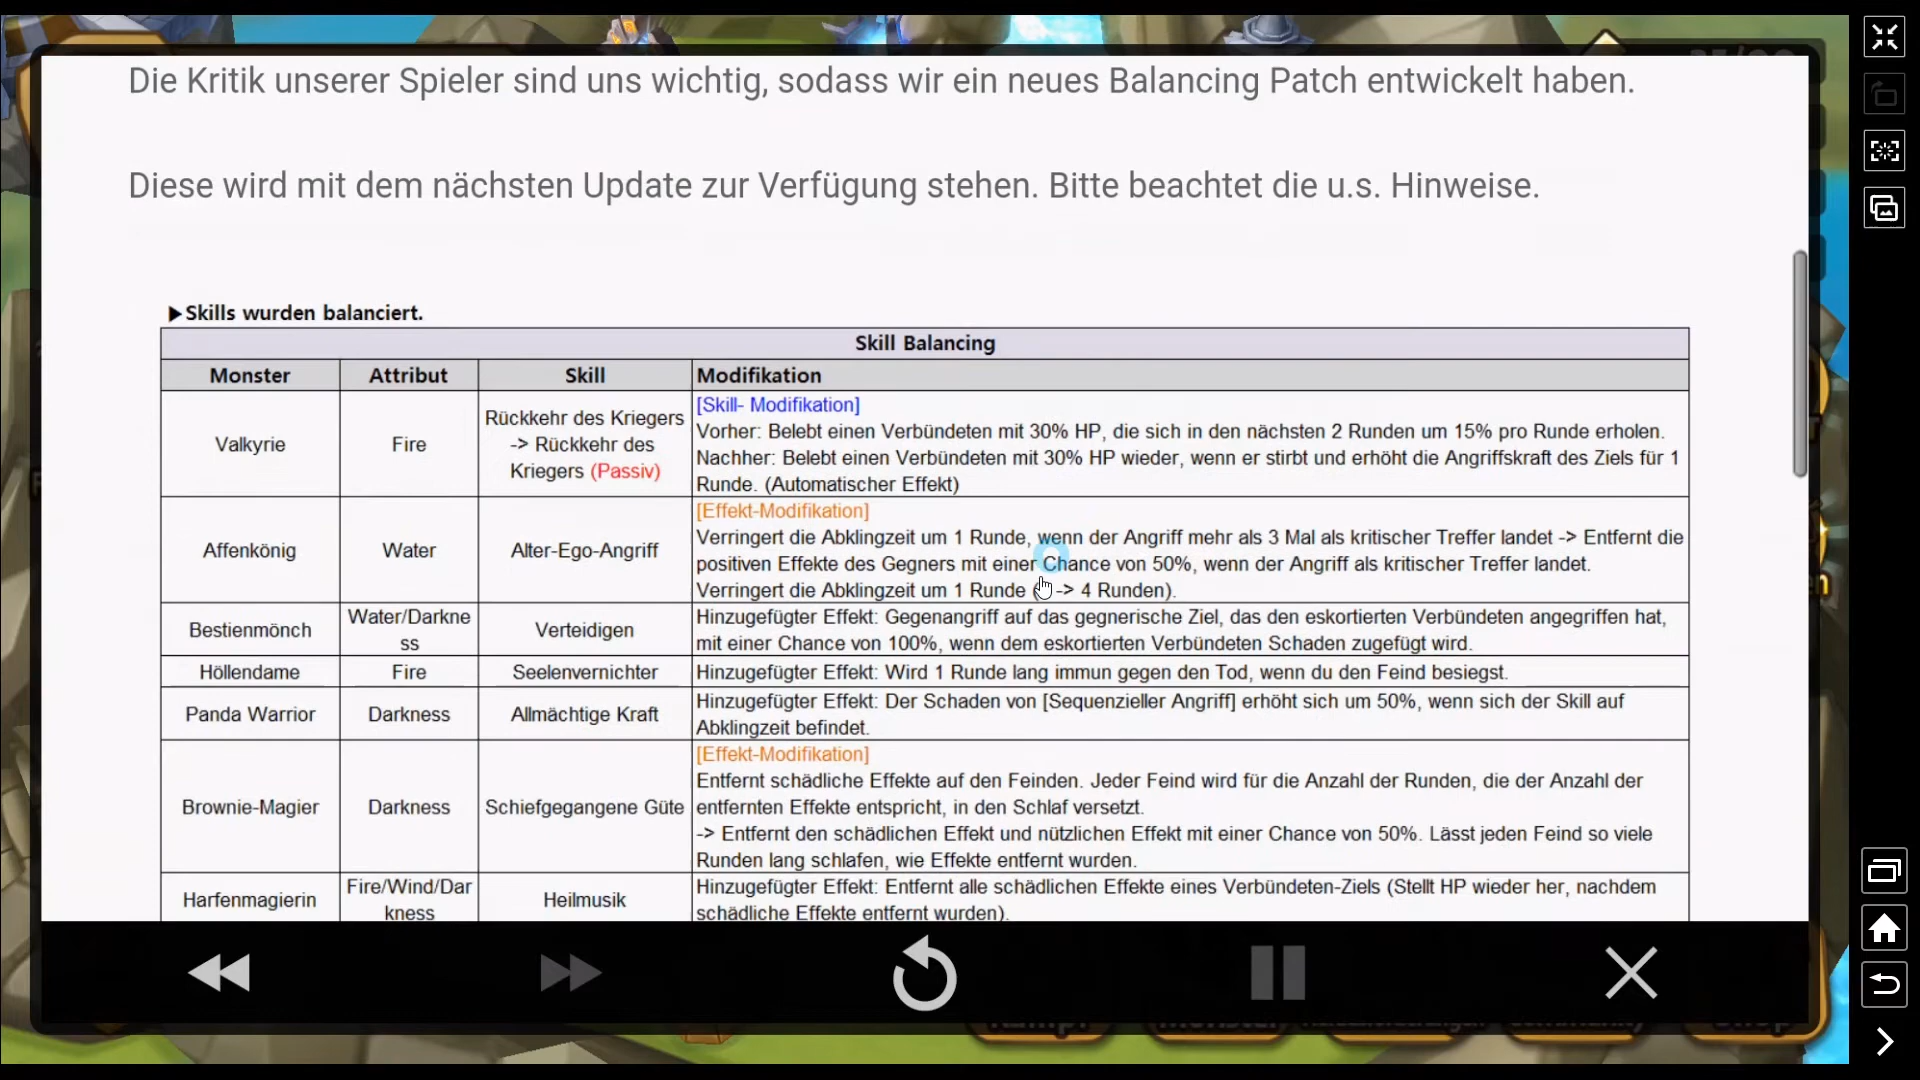 Die Kritik unserer Spieler sind uns wichtig, sodass wir ein neues Balancing Patch entwickelt haben.
Diese wird mit dem nächsten Update zur Verfügung stehen. Bitte beachtet die u.s. Hinweise.
▶Skills wurden balanciert.
Skill Balancing
Monster Attribut Skill Modifikation
Valkyrie
Fire
Rückkehr des Kriegers
-> Rückkehr des
Kriegers (Passiv)
[Skill- Modifikation]
Vorher: Belebt einen Verbündeten mit 30% HP, die sich in den nächsten 2 Runden um 15% pro Runde erholen.
Nachher: Belebt einen Verbündeten mit 30% HP wieder, wenn er stirbt und erhöht die Angriffskraft des Ziels für 1
Runde. (Automatischer Effekt)
Affenkönig
Water
Alter-Ego-Angriff
[Effekt-Modifikation]
Verringert die Abklingzeit um 1 Runde, wenn der Angriff mehr als 3 Mal als kritischer Treffer landet -> Entfernt die
positiven Effekte des Gegners mit einer Chance von 50%, wenn der Angriff als kritischer Treffer landet.
Verringert die Abklingzeit um 1 Runde ( -> 4 Runden).
Bestienmönch
Water/Darkne
ss
Verteidigen
Hinzugefügter Effekt: Gegenangriff auf das gegnerische Ziel, das den eskortierten Verbündeten angegriffen hat,
mit einer Chance von 100%, wenn dem eskortierten Verbündeten Schaden zugefügt wird.
Höllendame
Fire
Seelenvernichter
Hinzugefügter Effekt: Wird 1 Runde lang immun gegen den Tod, wenn du den Feind besiegst.
Panda Warrior
Darkness
Allmächtige Kraft
Hinzugefügter Effekt: Der Schaden von [Sequenzieller Angriff] erhöht sich um 50%, wenn sich der Skill auf
Abklingzeit befindet.
Brownie-Magier
Darkness
Schiefgegangene Güte
[Effekt-Modifikation]
Entfernt schädliche Effekte auf den Feinden. Jeder Feind wird für die Anzahl der Runden, die der Anzahl der
entfernten Effekte entspricht, in den Schlaf versetzt.
-> Entfernt den schädlichen Effekt und nützlichen Effekt mit einer Chance von 50%. Lässt jeden Feind so viele
Runden lang schlafen, wie Effekte entfernt wurden.
Harfenmagierin
Fire/Wind/Dar
kness
Heilmusik
Hinzugefügter Effekt: Entfernt alle schädlichen Effekte eines Verbündeten-Ziels (Stellt HP wieder her, nachdem
schädliche Effekte entfernt wurden).